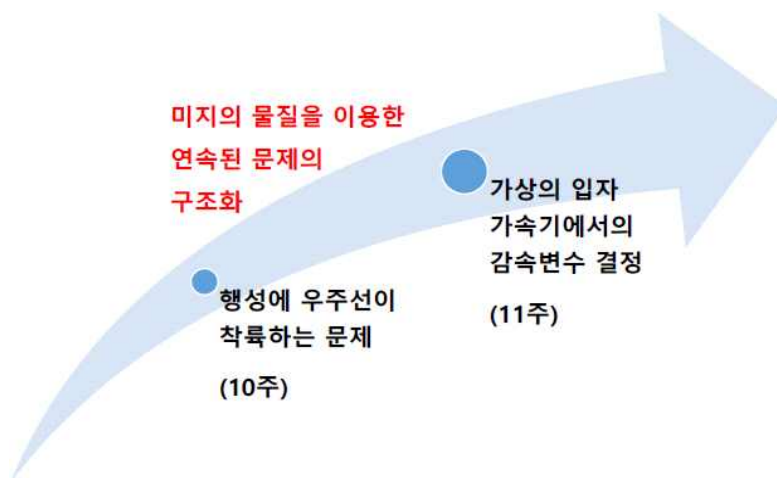 미지의 물질을 이용한
연속된 문제의
구조화
행성에 우주선이
착륙하는 문제
(10주)
가상의 입자
가속기에서의
감속변수 결정
(11주)